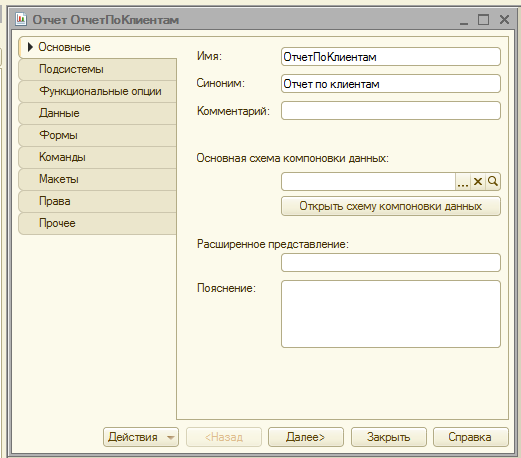 Отчет ОтчетПоКлиентам
Основные
Подсистемы
Функциональные опции
Данные
Формы
Команды
Макеты
Права
Прочее
Имя: ОтчетПоКлиентам
Синоним: Отчет по клиентам
Комментарий:
Основная схема компоновки данных:
...
Открыть схему компоновки данных
Расширенное представление:
Пояснение:
Действия <Назад Далее> Закрыть Справка